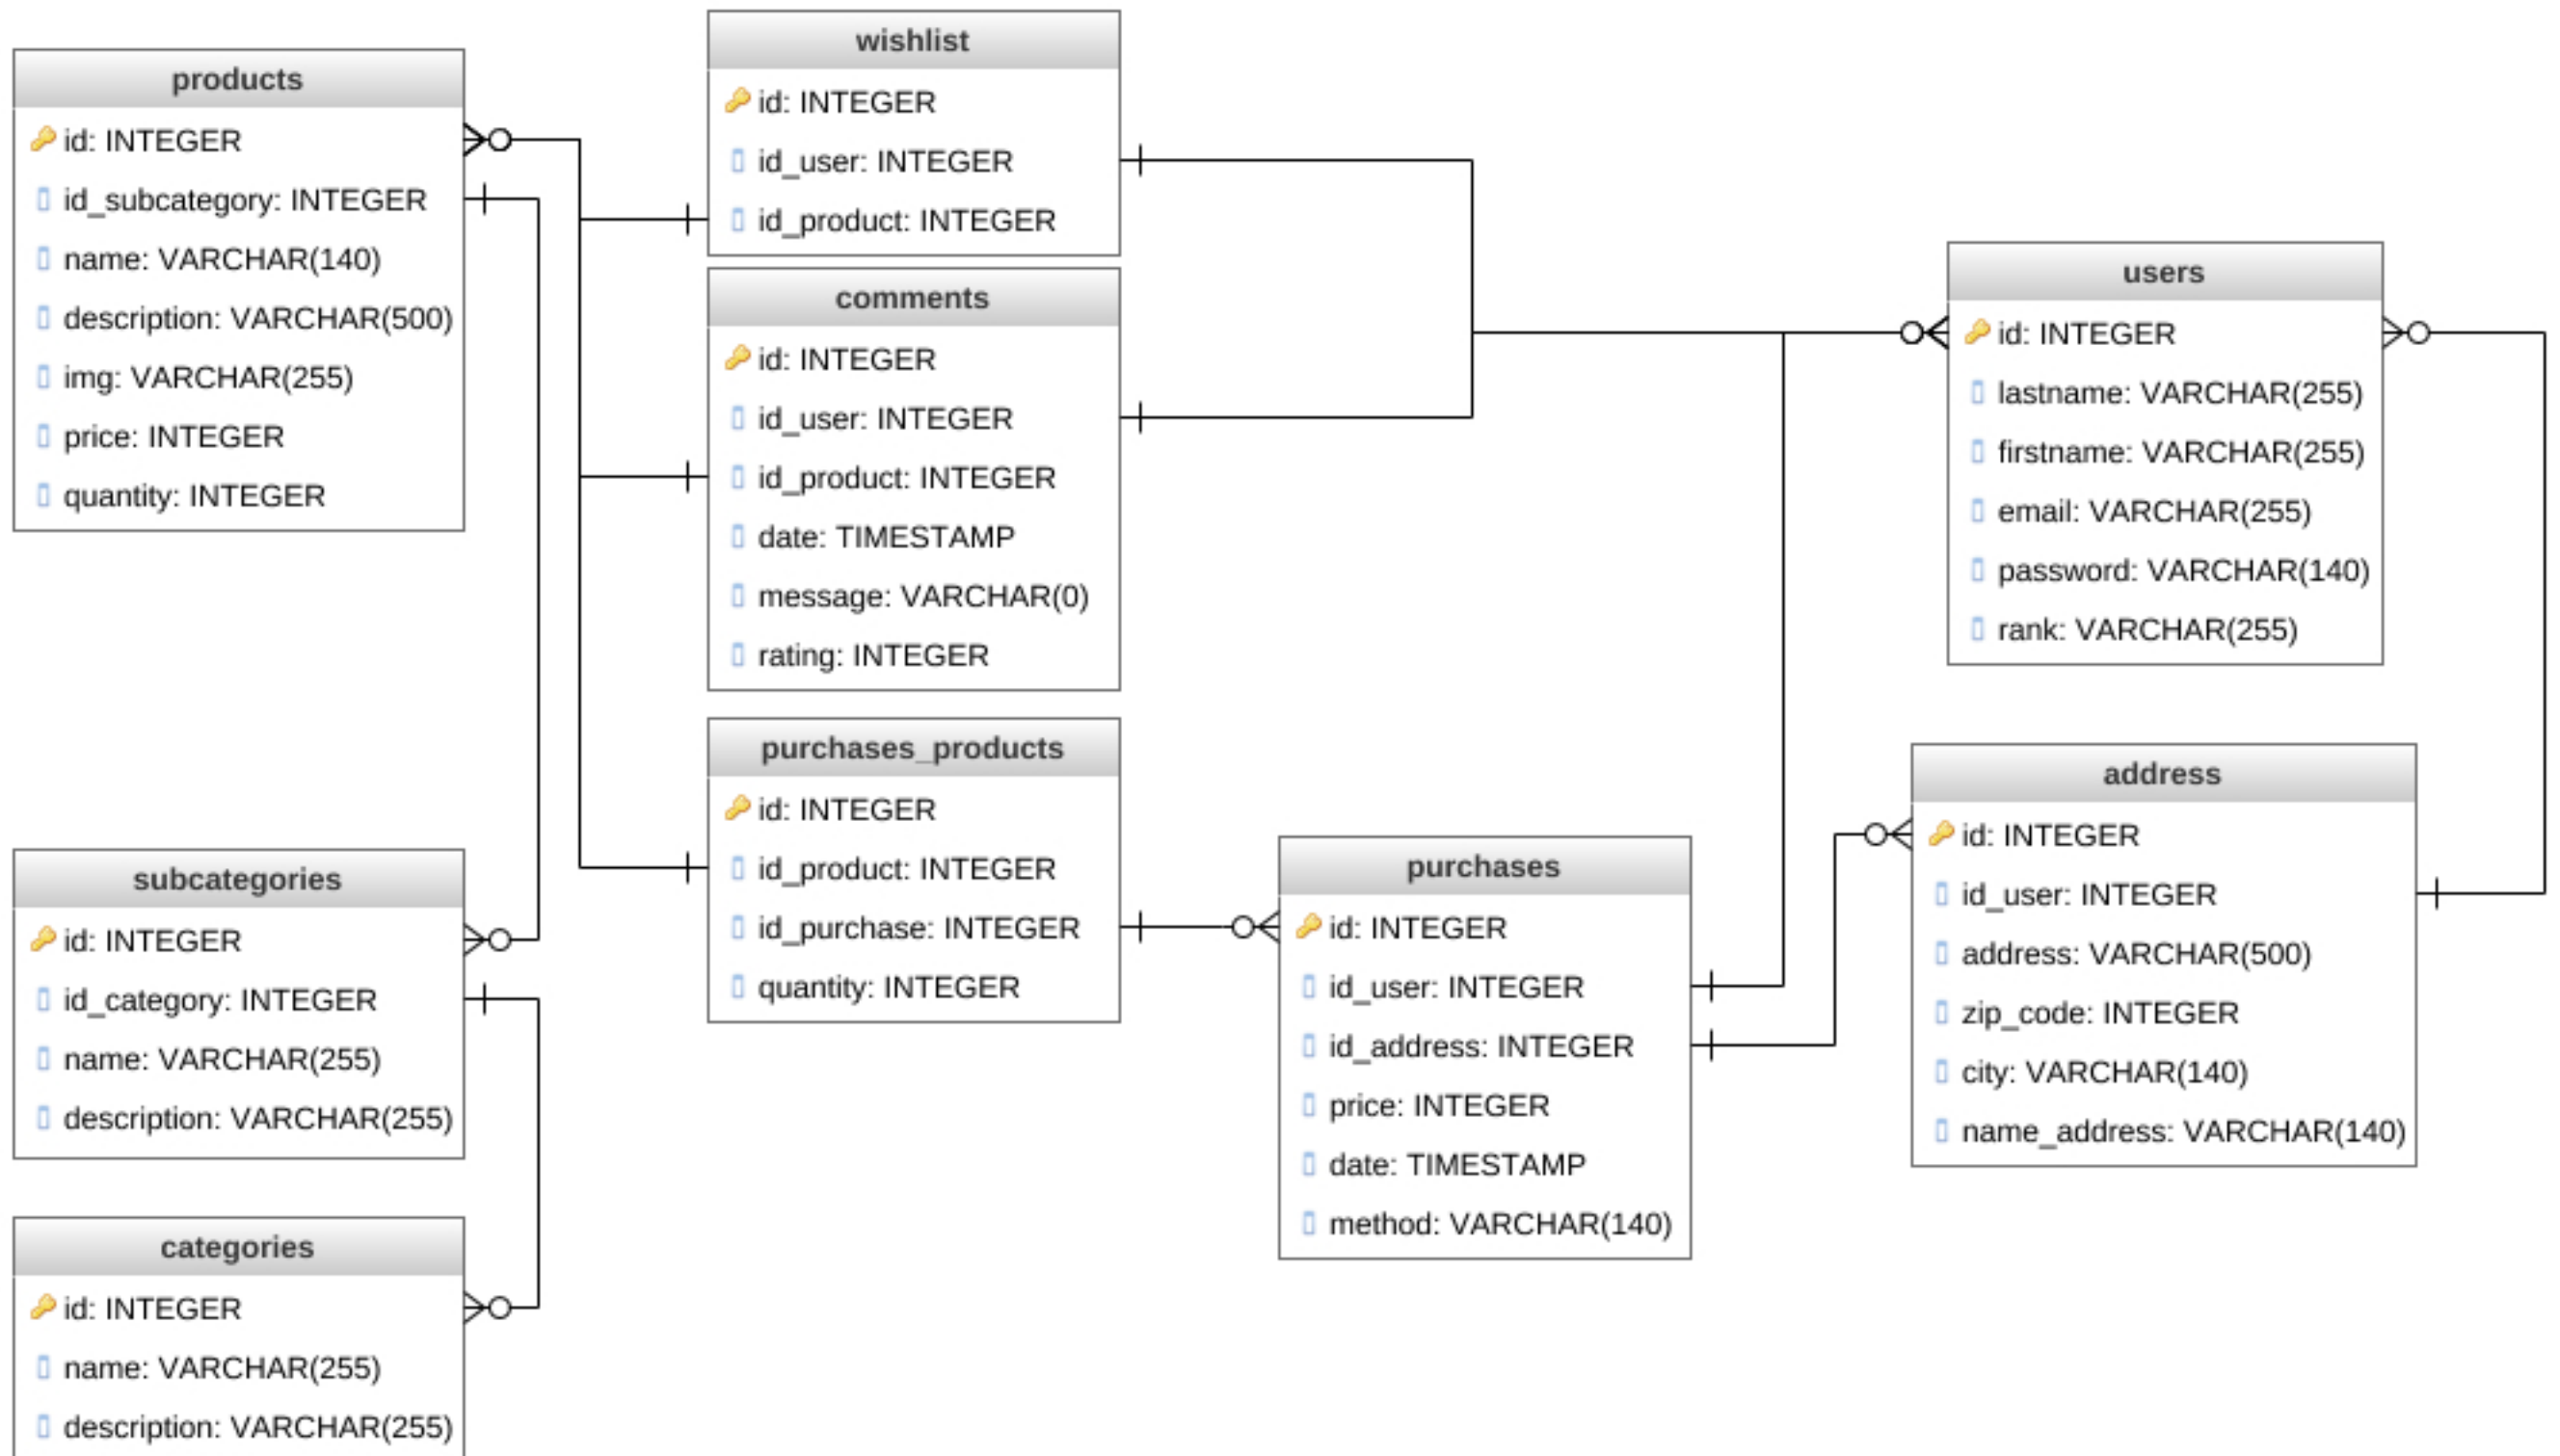 products
id: INTEGER
id_subcategory: INTEGER
name: VARCHAR(140)
description: VARCHAR(500)
img: VARCHAR(255)
price: INTEGER
quantity: INTEGER
subcategories
id: INTEGER
id_category: INTEGER
name: VARCHAR(255)
description: VARCHAR(255)
categories
id: INTEGER
name: VARCHAR(255)
description: VARCHAR(255)
wishlist
id: INTEGER
id_user: INTEGER
id_product: INTEGER
comments
id: INTEGER
id_user: INTEGER
id_product: INTEGER
date: TIMESTAMP
message: VARCHAR(0)
rating: INTEGER
purchases_products
id: INTEGER
id_product: INTEGER
id_purchase: INTEGER
quantity: INTEGER
purchases
id: INTEGER
id_user: INTEGER
id_address: INTEGER
price: INTEGER
date: TIMESTAMP
method: VARCHAR(140)
users
id: INTEGER
lastname: VARCHAR(255)
firstname: VARCHAR(255)
email: VARCHAR(255)
password: VARCHAR(140)
rank: VARCHAR(255)
address
id: INTEGER
id_user: INTEGER
address: VARCHAR(500)
zip_code: INTEGER
city: VARCHAR(140)
name_address: VARCHAR(140)